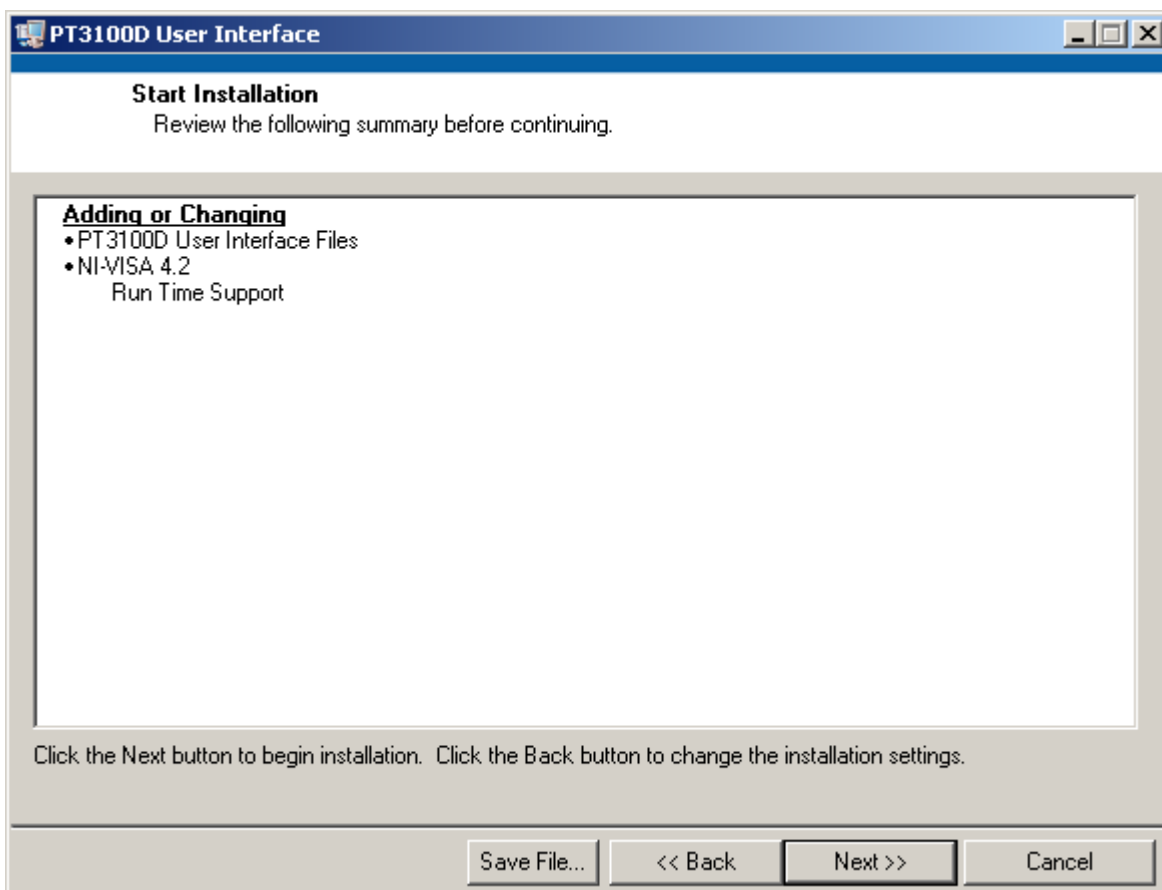 PT3100D User Interface
Start Installation
Review the following summary before continuing.
Adding or Changing
•PT3100D User Interface Files
•NI-VISA 4.2
Run Time Support
Click the Next button to begin installation.  Click the Back button to change the installation settings.
Save File...
<< Back
Next >>
Cancel